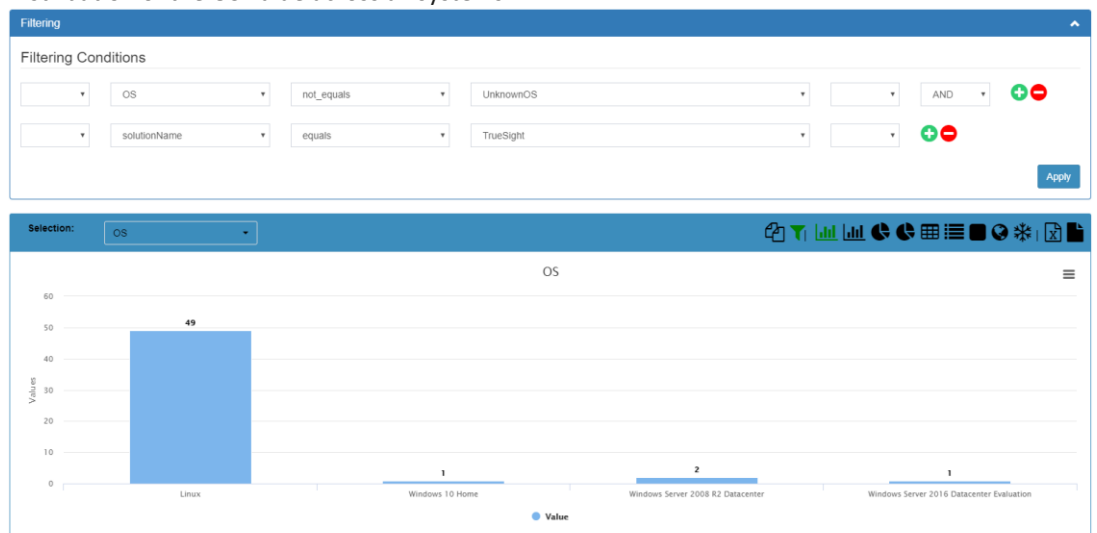 Filtering
Filtering Conditions
OS not_equals UnknownOS AND
solutionName equals TrueSight
Apply
Selection: OS
OS
60
50
40
30
20
10
0
Values
49
1
2
1
Linux Windows 10 Home Windows Server 2008 R2 Datacenter Windows Server 2016 Datacenter Evaluation
Value